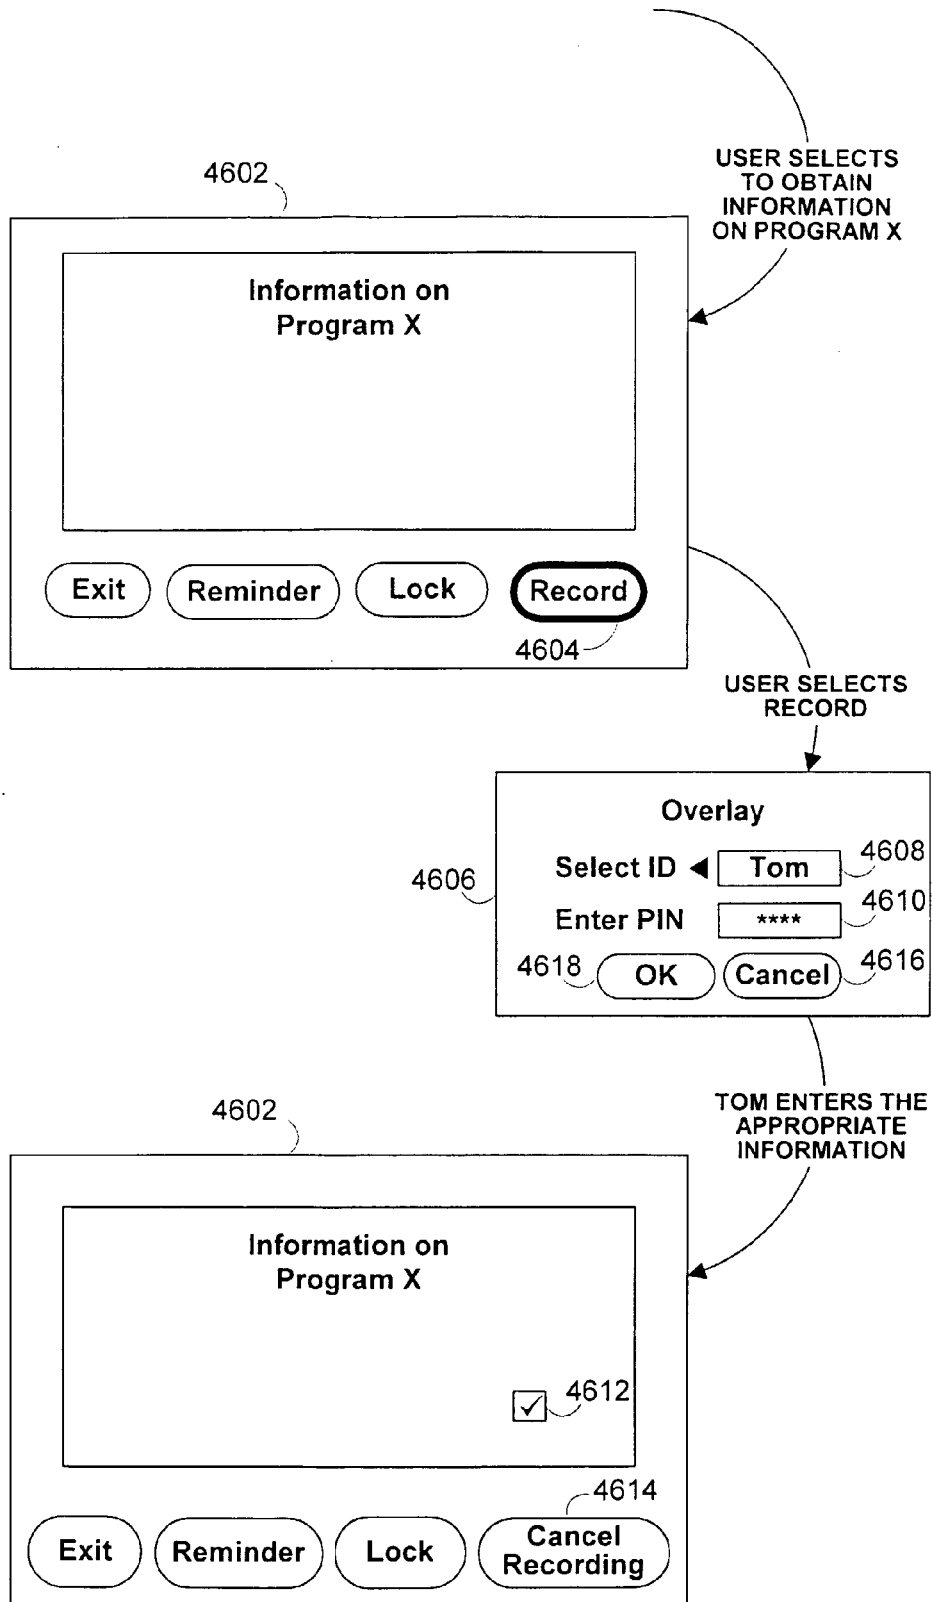 USER SELECTS
TO OBTAIN
INFORMATION
ON PROGRAM X
4602
Information on
Program X
Exit
Reminder
Lock
Record
4604
USER SELECTS
RECORD
Overlay
Select ID
Tom
4608
4606
Enter PIN
****
4610
4618
OK
Cancel
4616
TOM ENTERS THE
APPROPRIATE
INFORMATION
4602
Information on
Program X
4612
4614
Exit
Reminder
Lock
Cancel
Recording